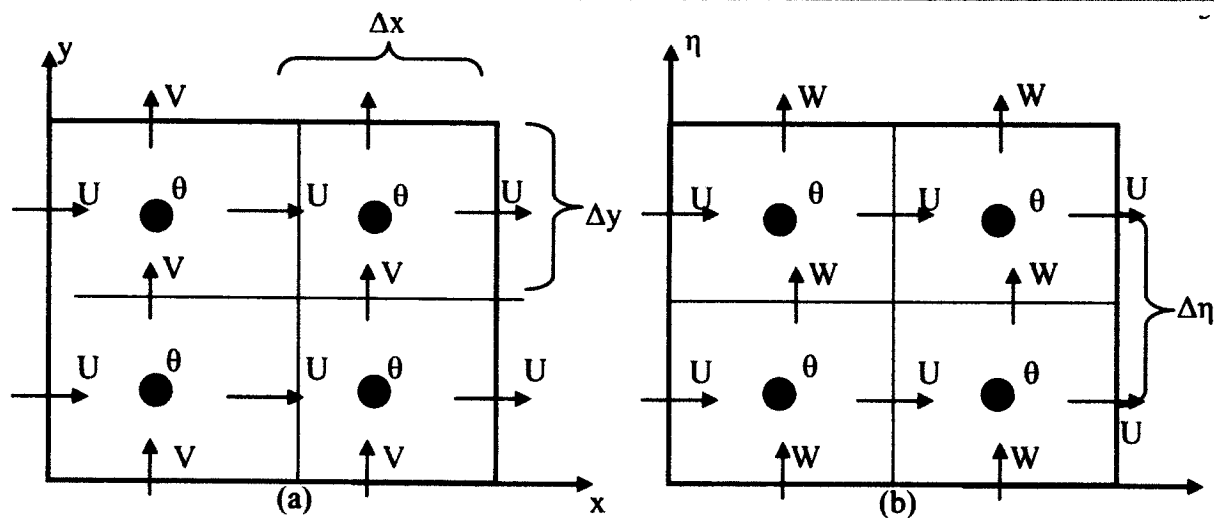 Δx
y
V
U θ U θ U
Δy
V V
U θ U θ U
V V
(a) x
η
W W
U θ U θ U
W W
Δη
U θ U θ
U
W W
(b)